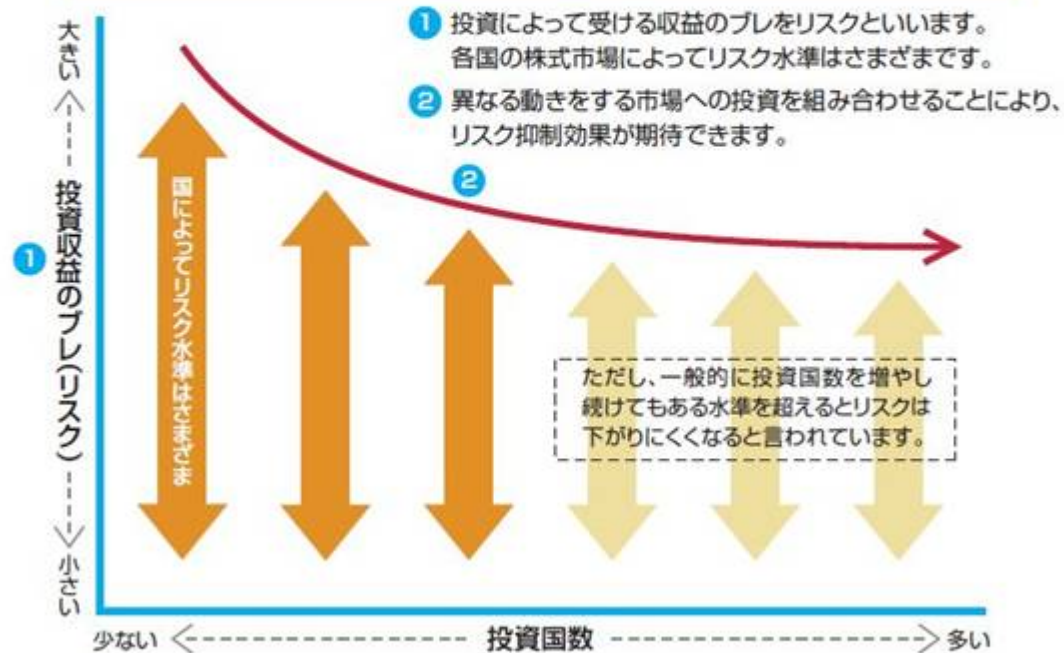 ❶ 投資によって受ける収益のブレをリスクといいます。
各国の株式市場によってリスク水準はさまざまです。
❷ 異なる動きをする市場への投資を組み合わせることにより、
リスク抑制効果が期待できます。
大きい
❶ 投資収益のブレ(リスク)
小さい
❷
国によってリスク水準はさまざま
ただし、一般的に投資国数を増やし
続けてもある水準を超えるとリスクは
下がりにくくなると言われています。
少ない 投資国数 多い